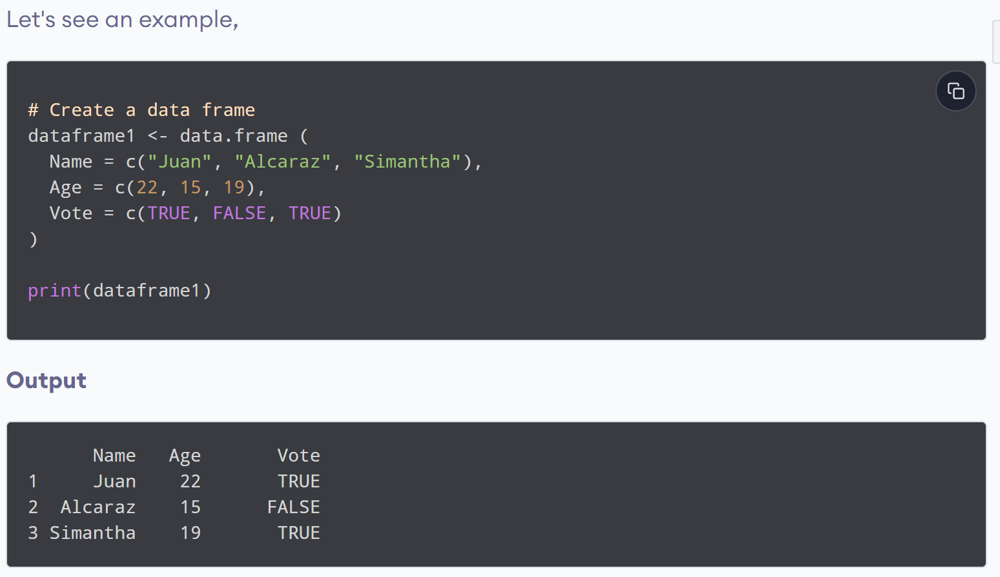 Let's see an example,
# Create a data frame
dataframe1 <- data.frame (
  Name = c("Juan", "Alcaraz", "Simantha"),
  Age = c(22, 15, 19),
  Vote = c(TRUE, FALSE, TRUE)
)
print(dataframe1)
Output
      Name   Age       Vote
1     Juan    22       TRUE
2  Alcaraz    15      FALSE
3 Simantha    19       TRUE